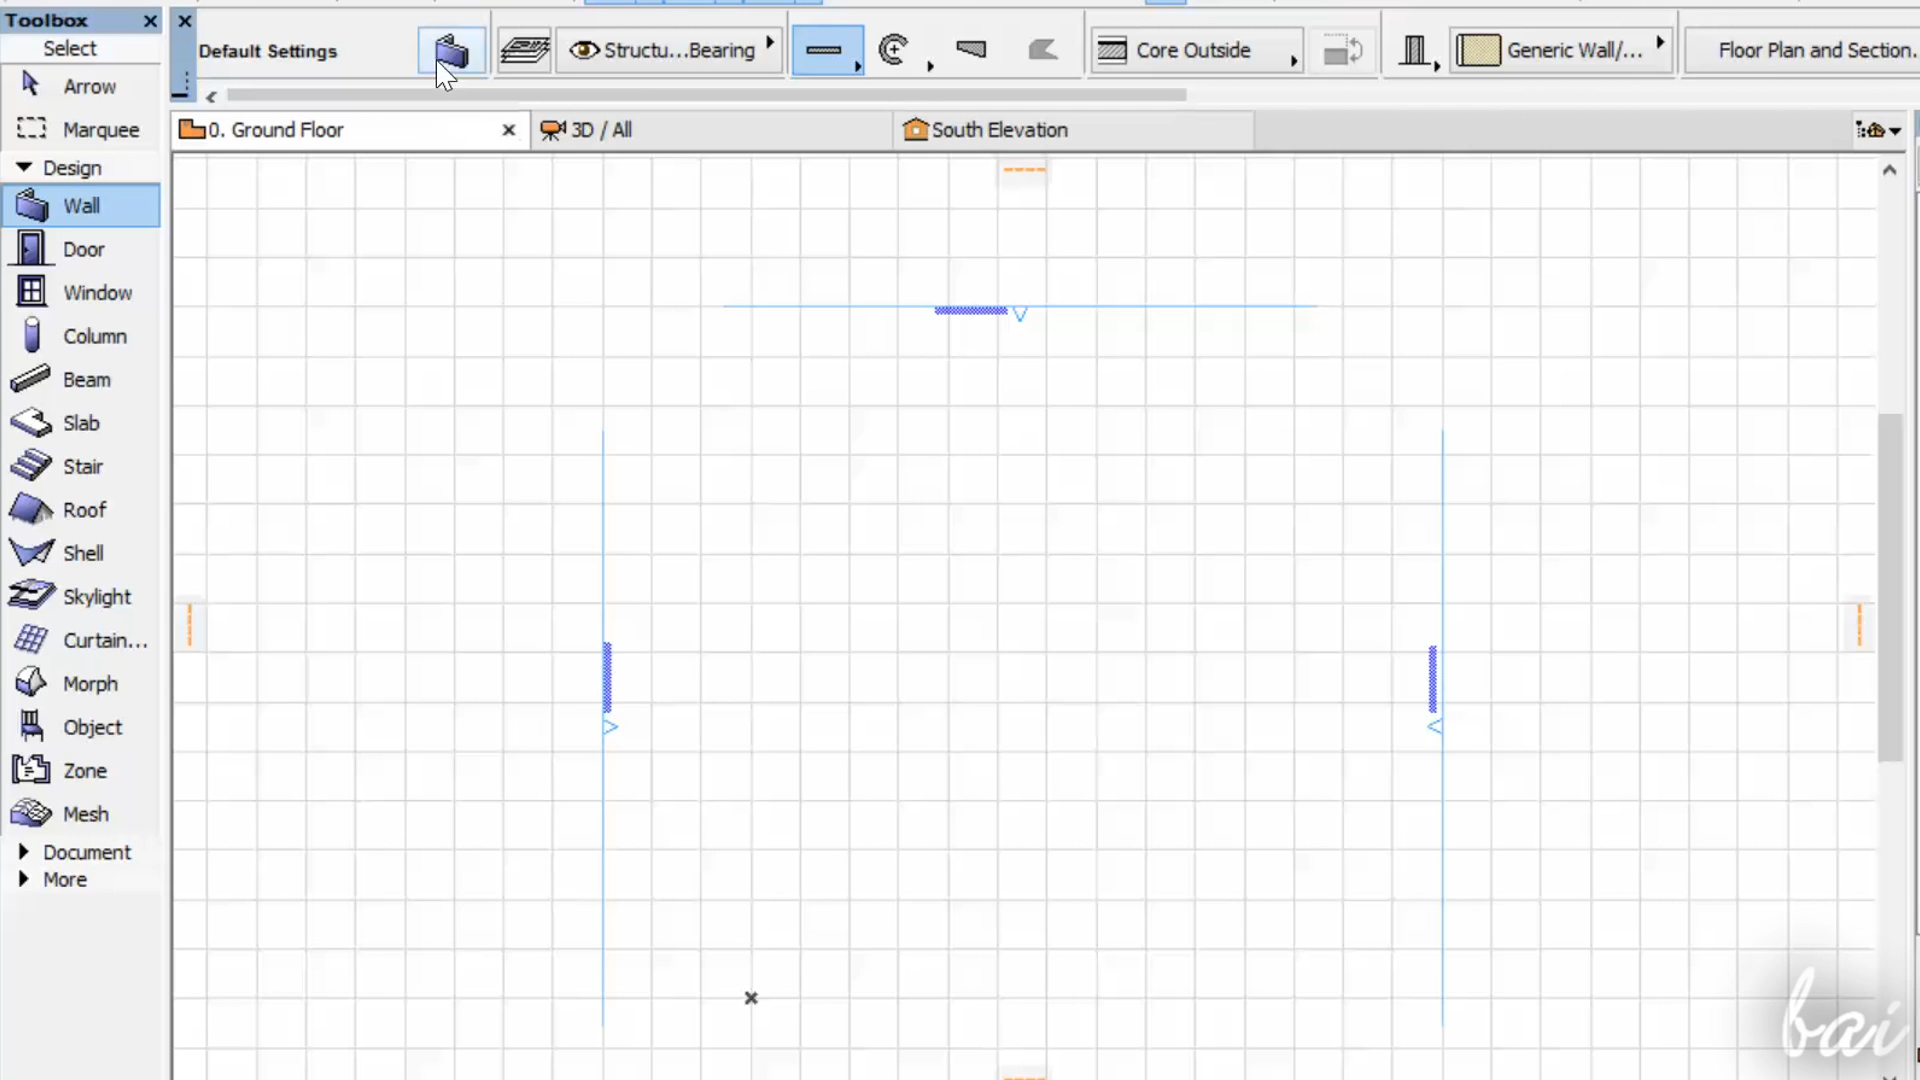 Toolbox
Select
Arrow
Marquee
Design
Wall
Door
Window
Column
Beam
Slab
Stair
Roof
Shell
Skylight
Curtain...
Morph
Object
Zone
Mesh
Document
More
Default Settings
Structu...Bearing
Core Outside
Generic Wall/...
Floor Plan and Section.
0. Ground Floor
3D / All
South Elevation
bai